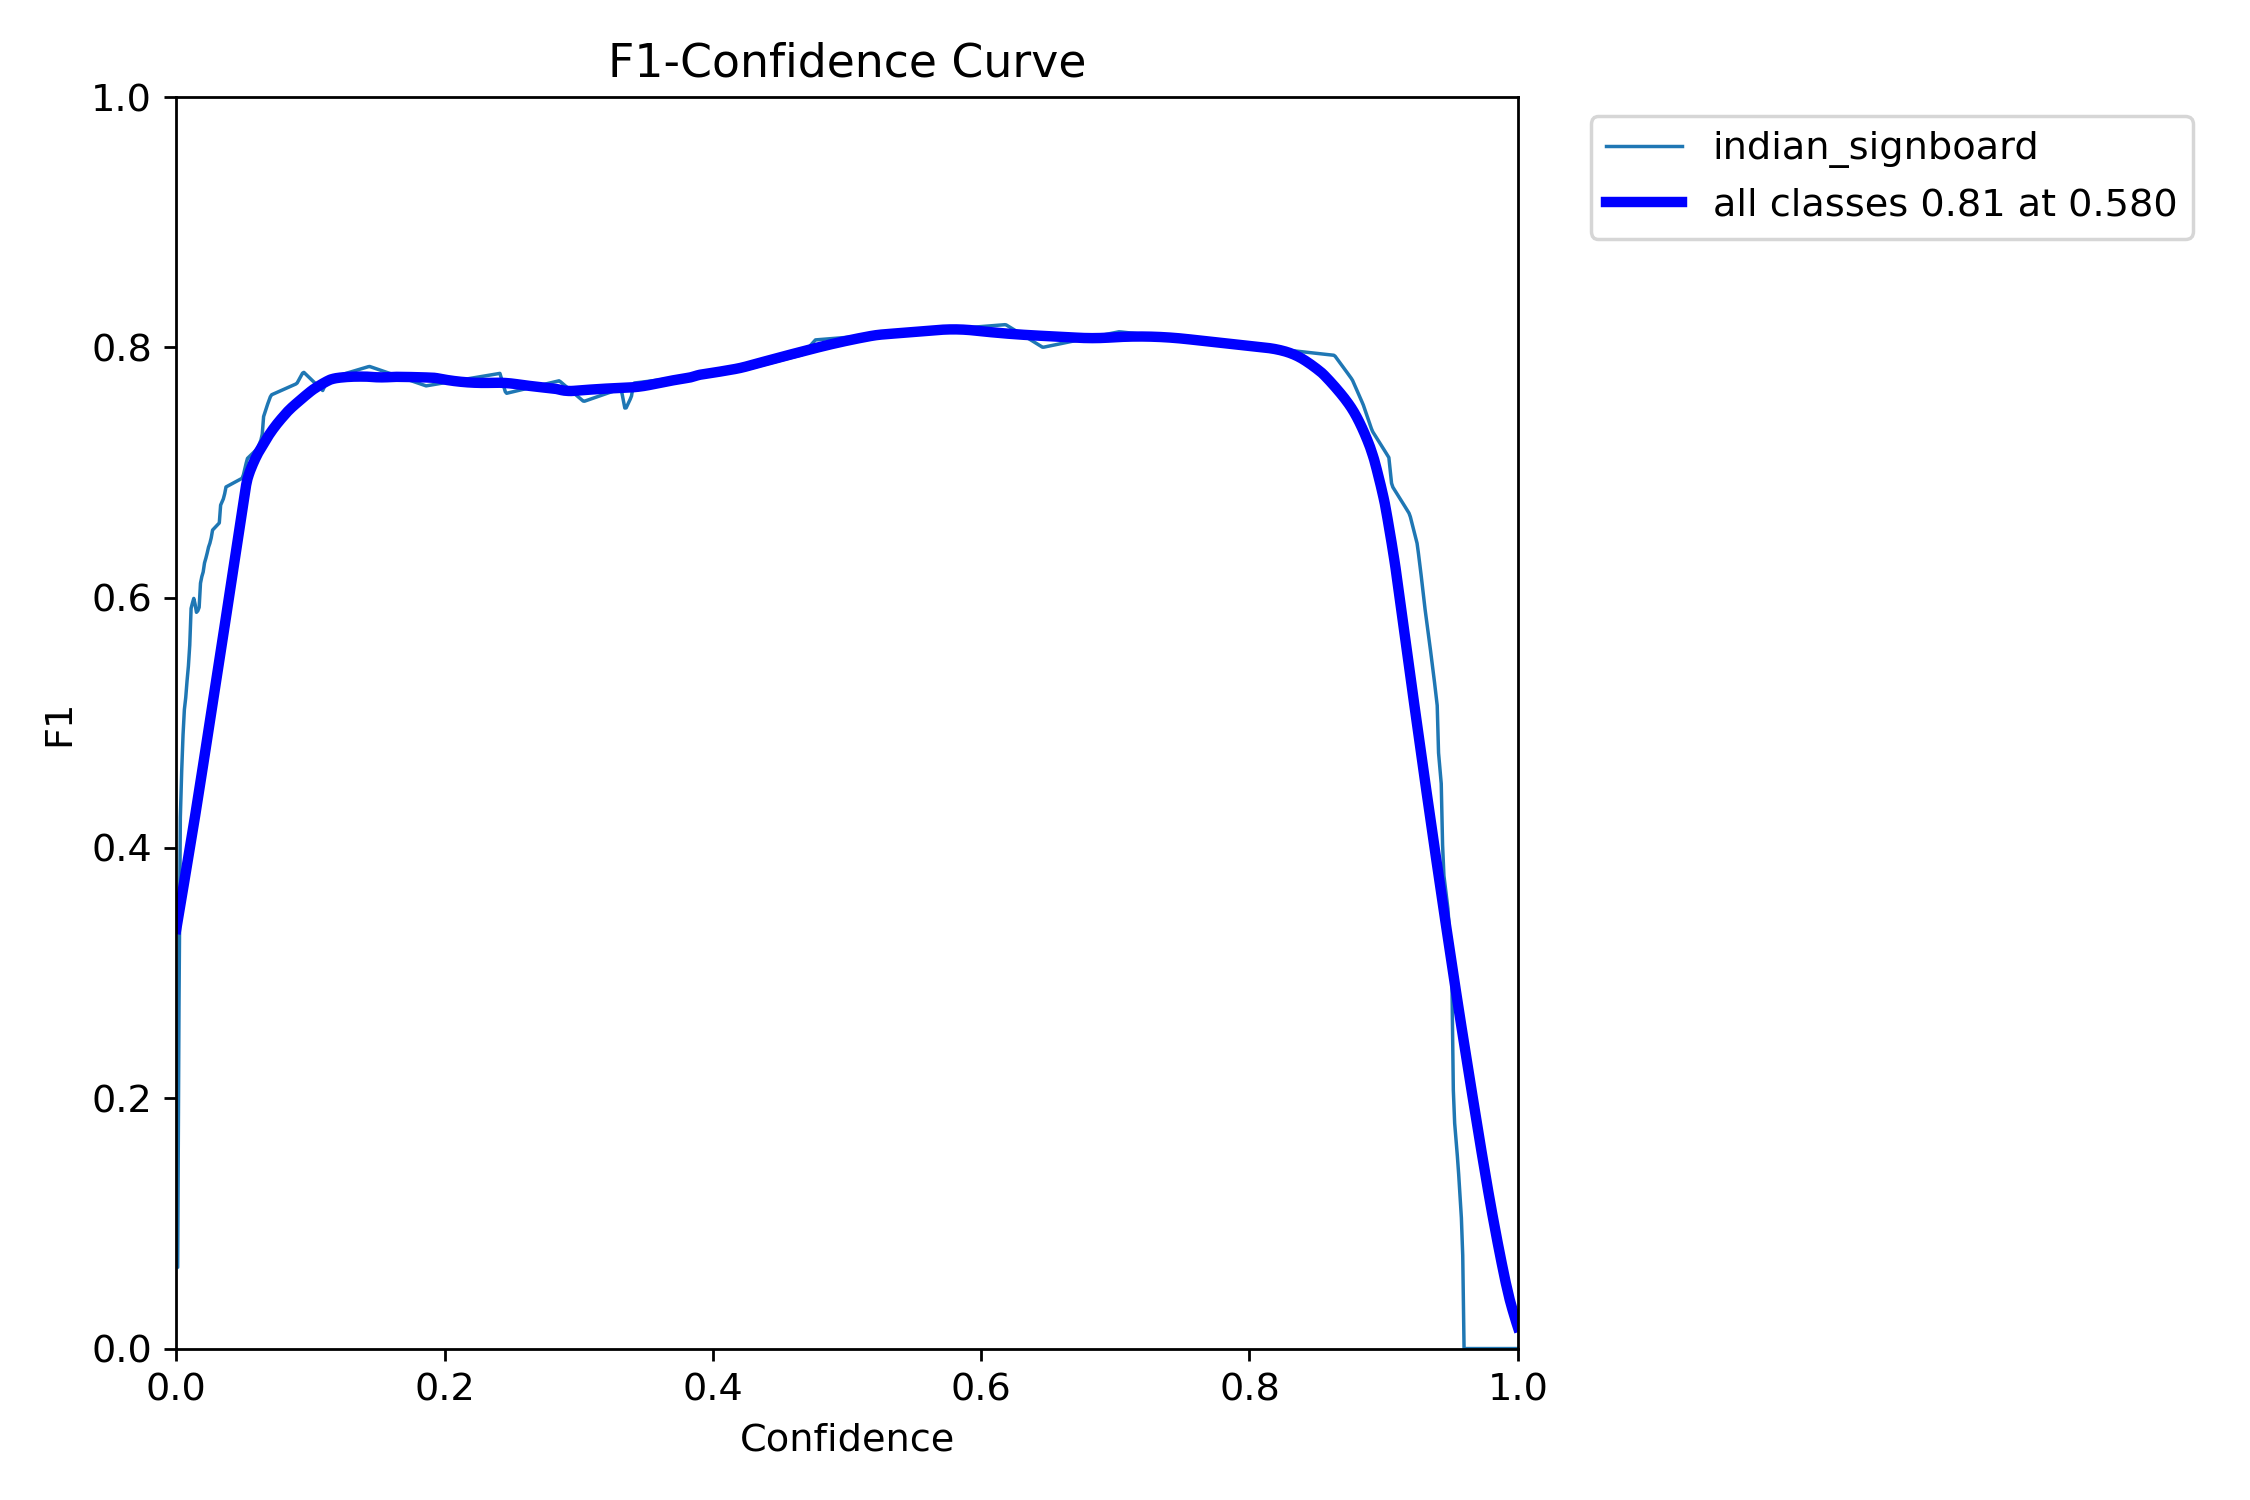 F1-Confidence Curve
indian_signboard
all classes 0.81 at 0.580
1.0
0.8
0.6
0.4
0.2
0.0
F1
0.0 0.2 0.4 0.6 0.8 1.0
Confidence